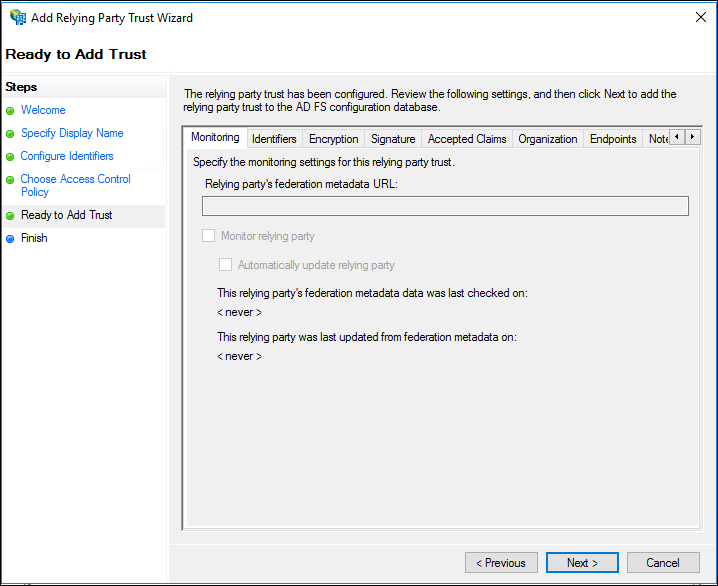 Add Relying Party Trust Wizard
Ready to Add Trust
Steps
Welcome
Specify Display Name
Configure Identifiers
Choose Access Control
Policy
Ready to Add Trust
Finish
The relying party trust has been configured. Review the following settings, and then click Next to add the
relying party trust to the AD FS configuration database.
Monitoring Identifiers Encryption Signature Accepted Claims Organization Endpoints Note
Specify the monitoring settings for this relying party trust.
Relying party's federation metadata URL:
Monitor relying party
Automatically update relying party
This relying party's federation metadata data was last checked on:
< never >
This relying party was last updated from federation metadata on:
< never >
< Previous Next > Cancel